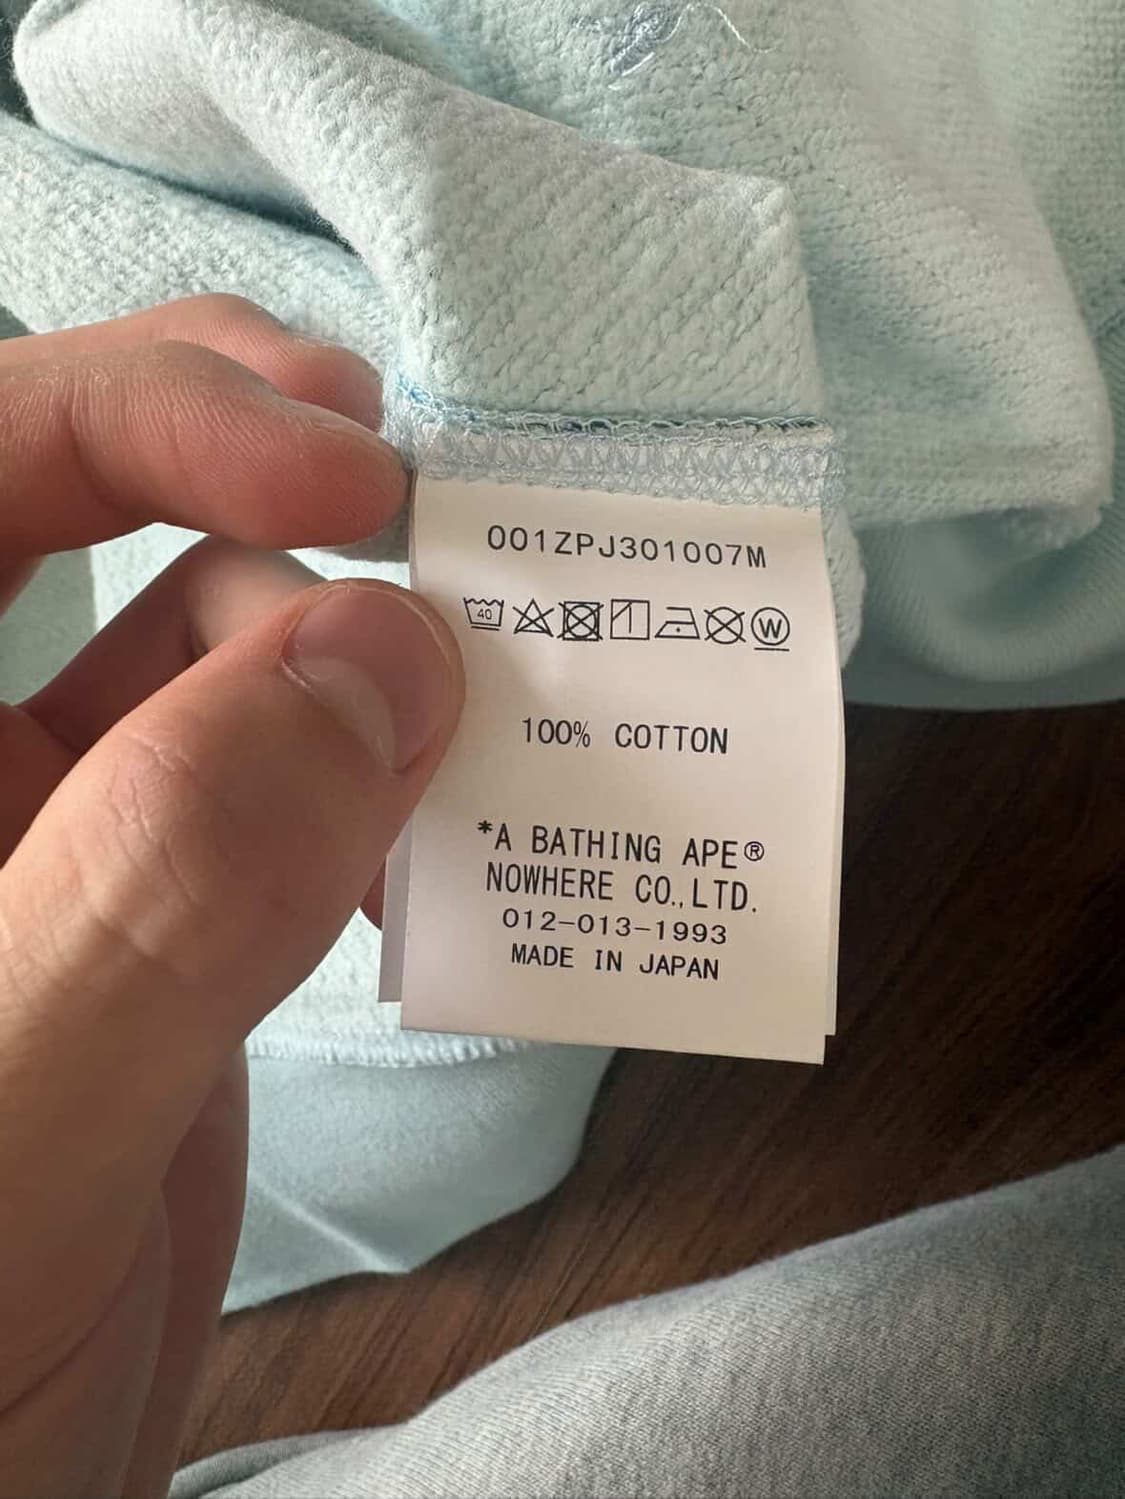 001ZPJ301007M
40 W
100% COTTON
*A BATHING APE®
NOWHERE CO.,LTD.
012-013-1993
MADE IN JAPAN